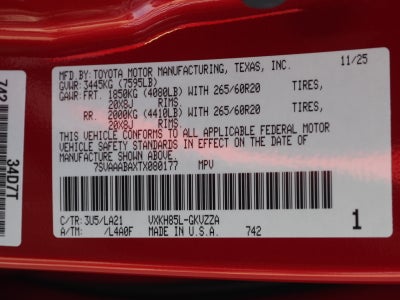 MFD.BY: TOYOTA MOTOR MANUFACTURING, TEXAS, INC. 11/25
GVWR: 3445KG (7595LB)
GAWR: FRT. 1850KG (4080LB) WITH 265/60R20 TIRES,
20X8J RIMS,
RR. 2000KG (4410LB) WITH 265/60R20 TIRES,
20X8J RIMS.
THIS VEHICLE CONFORMS TO ALL APPLICABLE FEDERAL MOTOR
VEHICLE SAFETY STANDARDS IN EFFECT ON THE DATE OF
MANUFACTURE SHOWN ABOVE.
7SVAAABAXTX080177 MPV
C/TR: 3U5/LA21 VXKH85L-GKVZZA
A/TM: /L4A0F MADE IN U.S.A. 742 1
742
34D7T